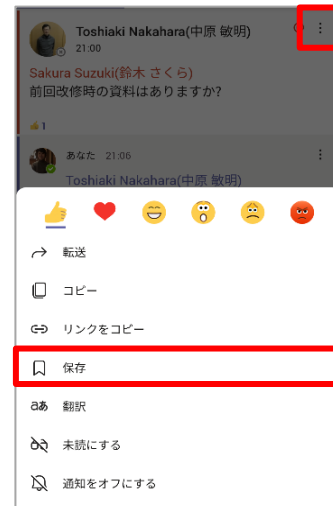 Toshiaki Nakahara(中原 敏明)
21:00
Sakura Suzuki(鈴木 さくら)
前回改修時の資料はありますか?
1
あなた 21:06
Toshiaki Nakahara(中原 敏明)
転送
コピー
リンクをコピー
保存
aあ 翻訳
未読にする
通知をオフにする